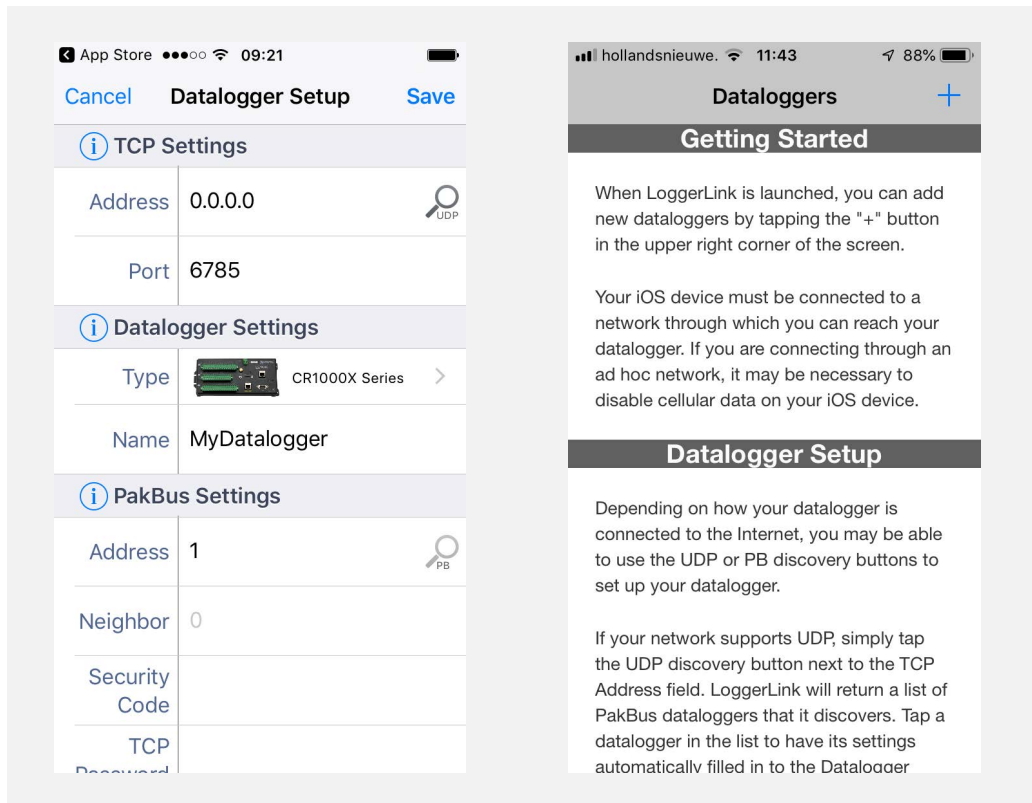 App Store 09:21
Cancel Datalogger Setup Save
TCP Settings
Address 0.0.0.0 UDP
Port 6785
Datalogger Settings
Type CR1000X Series
Name MyDatalogger
PakBus Settings
Address 1 PB
Neighbor 0
Security
Code
TCP
Password
hollandsnieuwe. 11:43 88%
Dataloggers +
Getting Started
When LoggerLink is launched, you can add
new dataloggers by tapping the "+" button
in the upper right corner of the screen.
Your iOS device must be connected to a
network through which you can reach your
datalogger. If you are connecting through an
ad hoc network, it may be necessary to
disable cellular data on your iOS device.
Datalogger Setup
Depending on how your datalogger is
connected to the Internet, you may be able
to use the UDP or PB discovery buttons to
set up your datalogger.
If your network supports UDP, simply tap
the UDP discovery button next to the TCP
Address field. LoggerLink will return a list of
PakBus dataloggers that it discovers. Tap a
datalogger in the list to have its settings
automatically filled in to the Datalogger